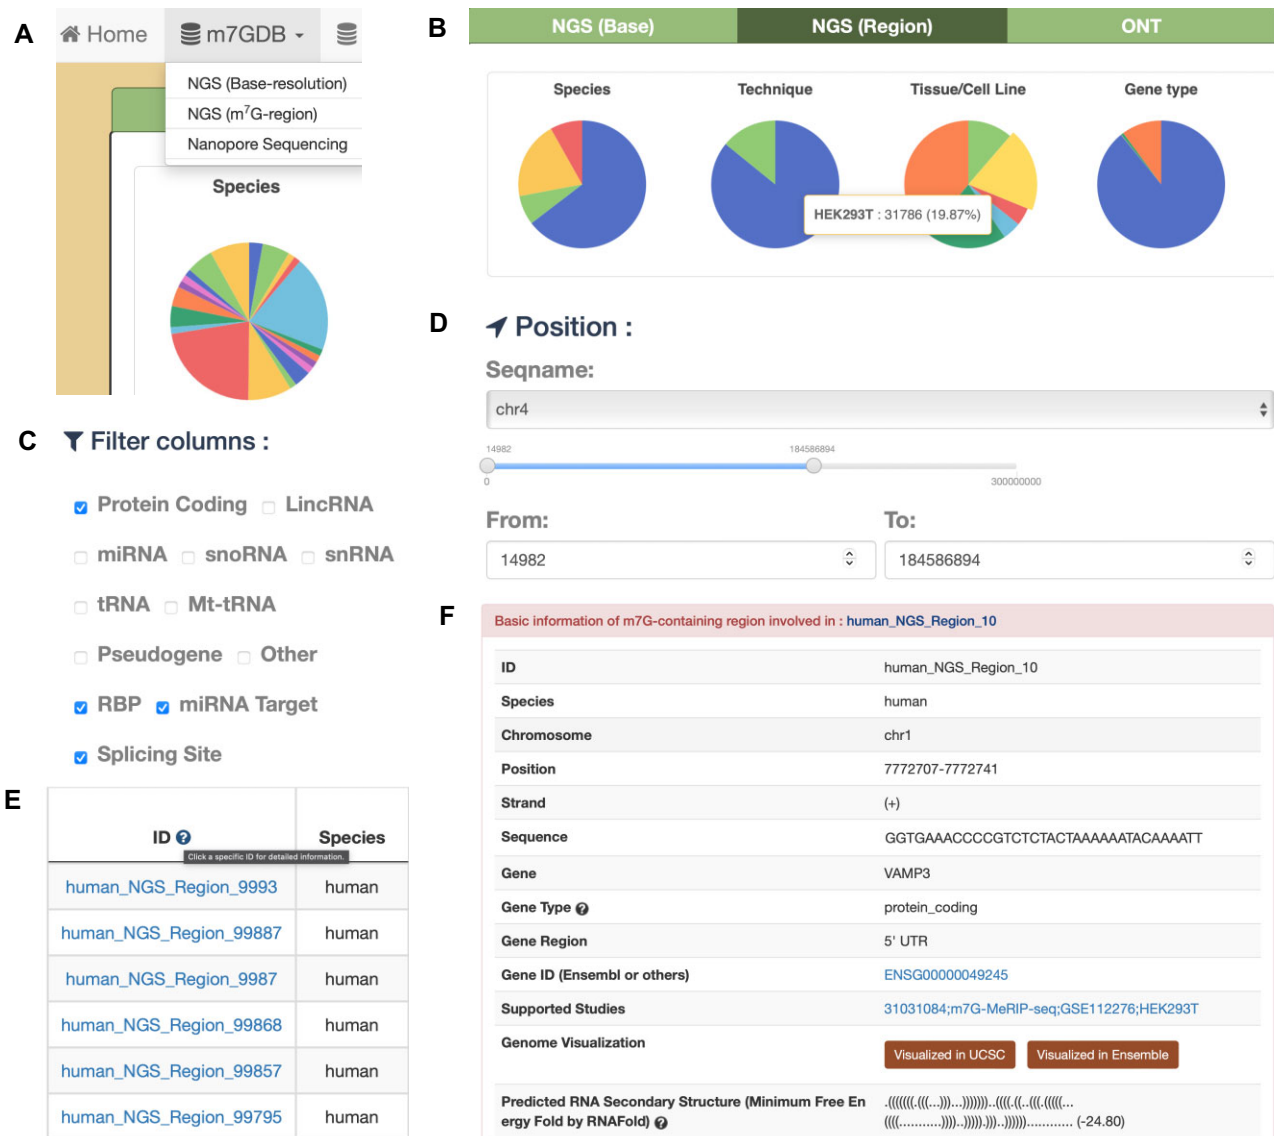 A
Home
m7GDB
NGS (Base-resolution)
NGS (m⁷G-region)
Nanopore Sequencing
Species
B
NGS (Base) NGS (Region) ONT
Species Technique Tissue/Cell Line Gene type
HEK293T : 31786 (19.87%)
C
Filter columns :
Protein Coding LincRNA
miRNA snoRNA snRNA
tRNA Mt-tRNA
Pseudogene Other
RBP miRNA Target
Splicing Site
D
Position :
Seqname:
chr4
14982 184586894
0 300000000
From: To:
14982 184586894
E
ID ? Species
Click a specific ID for detailed information.
human_NGS_Region_9993 human
human_NGS_Region_99887 human
human_NGS_Region_9987 human
human_NGS_Region_99868 human
human_NGS_Region_99857 human
human_NGS_Region_99795 human
F
Basic information of m7G-containing region involved in : human_NGS_Region_10
ID human_NGS_Region_10
Species human
Chromosome chr1
Position 7772707-7772741
Strand (+)
Sequence GGTGAAACCCCGTCTCTACTAAAAAATACAAAATT
Gene VAMP3
Gene Type ? protein_coding
Gene Region 5' UTR
Gene ID (Ensembl or others) ENSG00000049245
Supported Studies 31031084;m7G-MeRIP-seq;GSE112276;HEK293T
Genome Visualization
Visualized in UCSC Visualized in Ensemble
Predicted RNA Secondary Structure (Minimum Free En .(((((((.(((...)))...)))))))..((((.((..(((.(((((...
ergy Fold by RNAFold) ? ((((...........))))..))))).)))..))))))............ (-24.80)